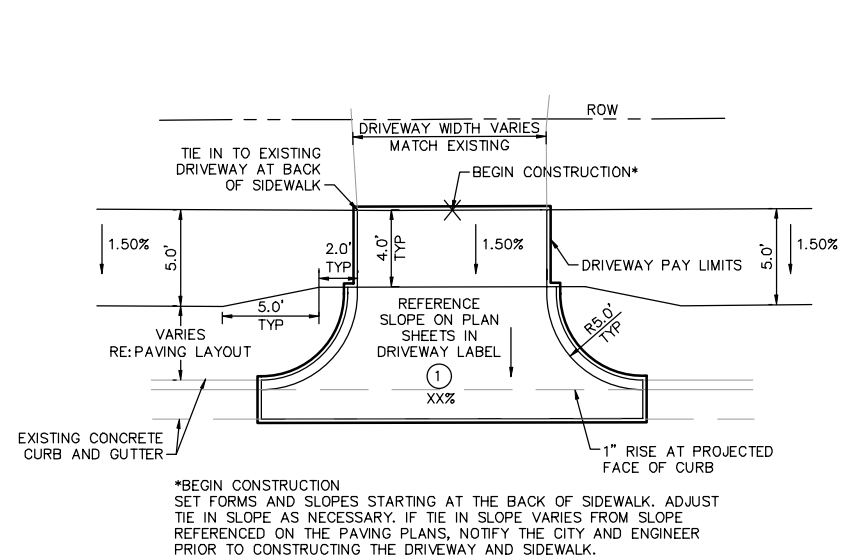 ROW
DRIVEWAY WIDTH VARIES
MATCH EXISTING
TIE IN TO EXISTING
DRIVEWAY AT BACK
OF SIDEWALK
BEGIN CONSTRUCTION*
1.50%
5.0'
2.0'
TYP
4.0'
TYP
1.50%
DRIVEWAY PAY LIMITS
5.0'
1.50%
5.0'
TYP
REFERENCE
SLOPE ON PLAN
SHEETS IN
DRIVEWAY LABEL
1
XX%
R5.0'
TYP
VARIES
RE: PAVING LAYOUT
EXISTING CONCRETE
CURB AND GUTTER
1" RISE AT PROJECTED
FACE OF CURB
*BEGIN CONSTRUCTION
SET FORMS AND SLOPES STARTING AT THE BACK OF SIDEWALK. ADJUST
TIE IN SLOPE AS NECESSARY. IF TIE IN SLOPE VARIES FROM SLOPE
REFERENCED ON THE PAVING PLANS, NOTIFY THE CITY AND ENGINEER
PRIOR TO CONSTRUCTING THE DRIVEWAY AND SIDEWALK.